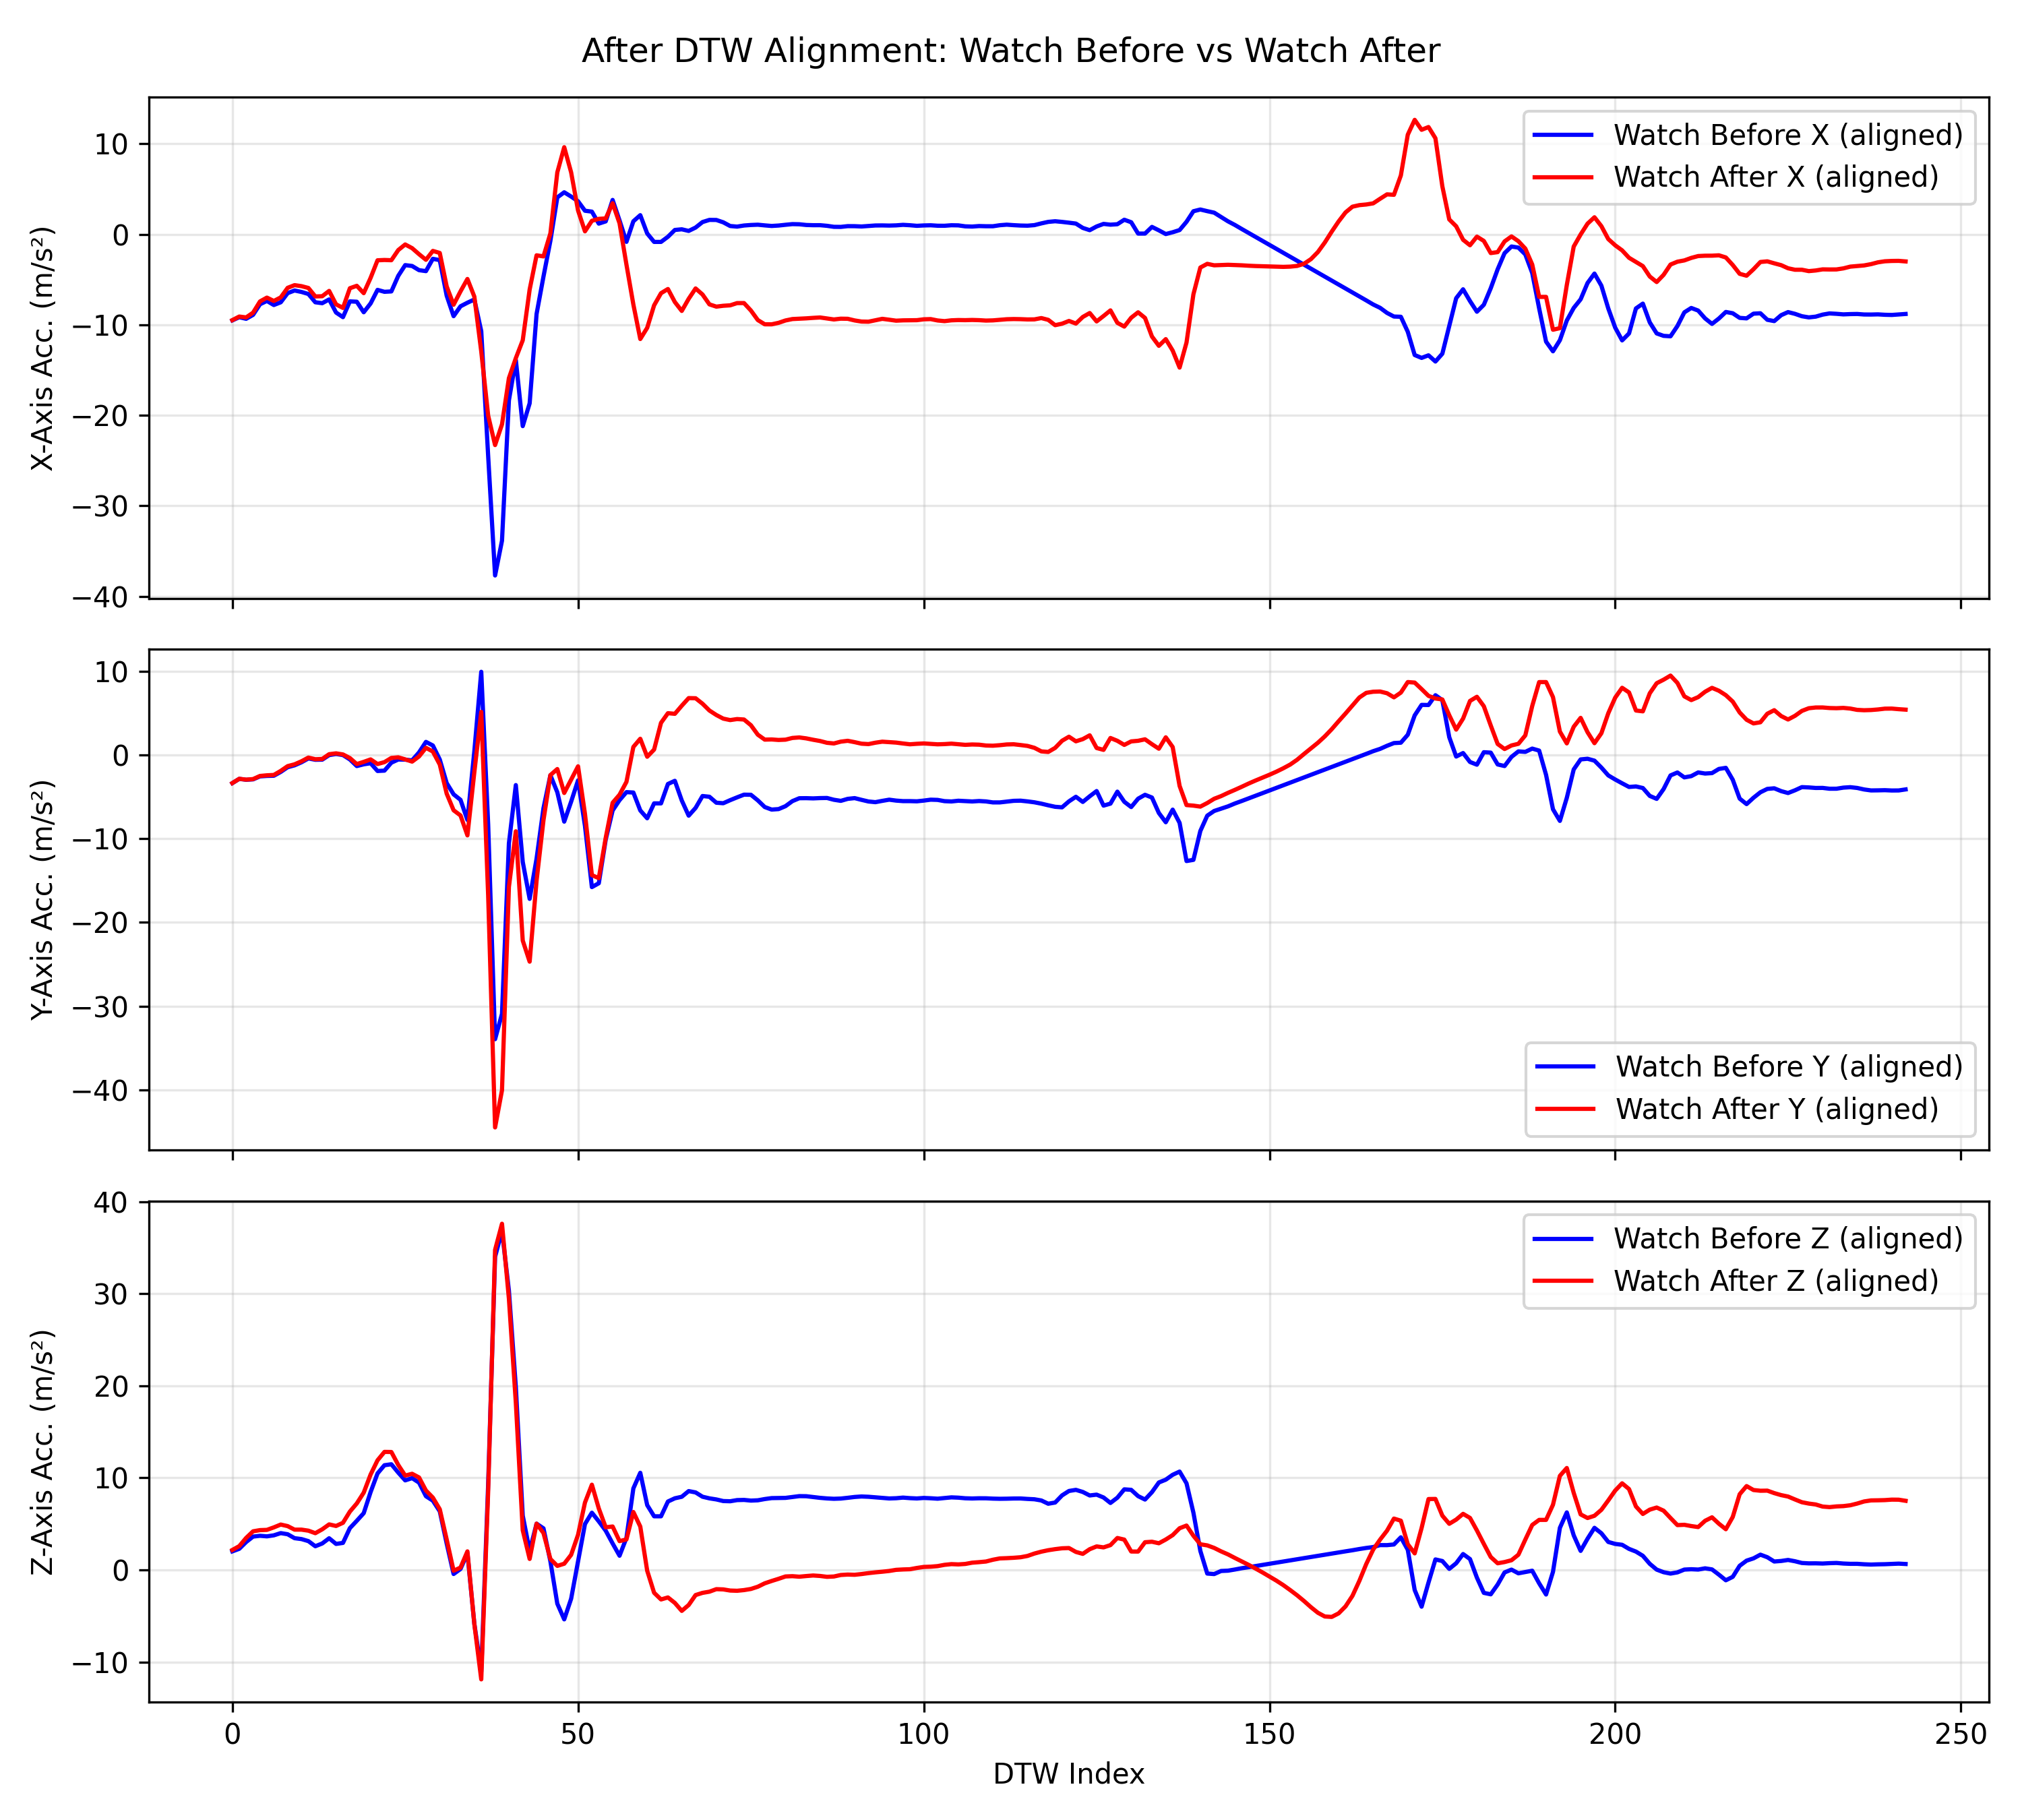 After DTW Alignment: Watch Before vs Watch After
X-Axis Acc. (m/s²)
10
0
−10
−20
−30
−40
Watch Before X (aligned)
Watch After X (aligned)
Y-Axis Acc. (m/s²)
10
0
−10
−20
−30
−40
Watch Before Y (aligned)
Watch After Y (aligned)
Z-Axis Acc. (m/s²)
40
30
20
10
0
−10
Watch Before Z (aligned)
Watch After Z (aligned)
0 50 100 150 200 250
DTW Index